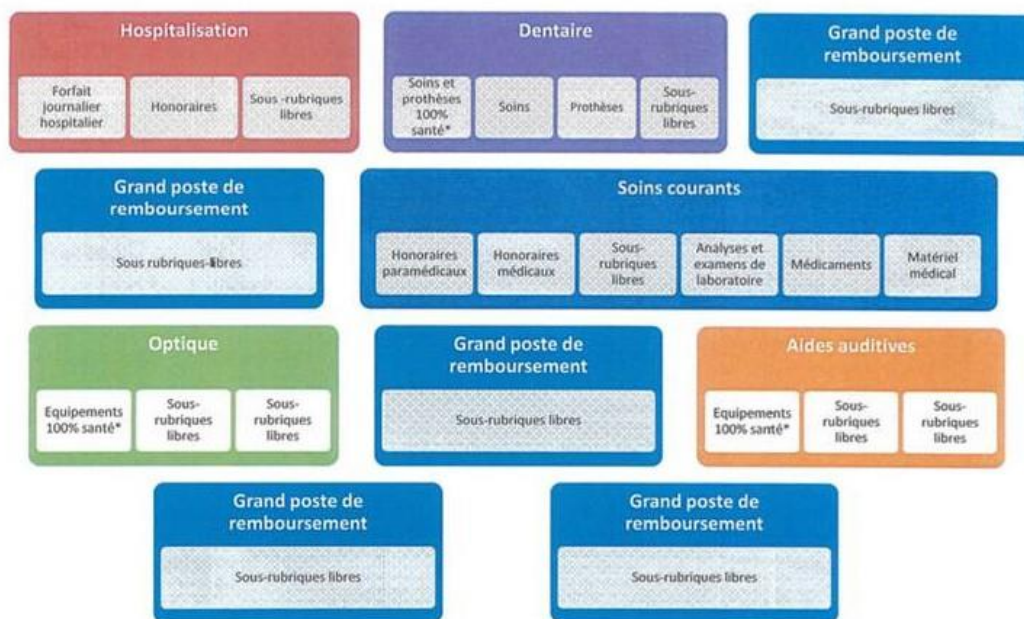 Hospitalisation
Forfait
journalier
hospitalier
Honoraires
Sous -rubriques
libres
Dentaire
Soins et
prothèses
100%
santé*
Soins
Prothèses
Sous-
rubriques
libres
Grand poste de
remboursement
Sous-rubriques libres
Grand poste de
remboursement
Sous rubriques-libres
Soins courants
Honoraires
paramédicaux
Honoraires
médicaux
Sous-
rubriques
libres
Analyses et
examens de
laboratoire
Médicaments
Matériel
médical
Optique
Equipements
100% santé*
Sous-
rubriques
libres
Sous-
rubriques
libres
Grand poste de
remboursement
Sous-rubriques libres
Aides auditives
Equipements
100% santé*
Sous-
rubriques
libres
Sous-
rubriques
libres
Grand poste de
remboursement
Sous-rubriques libres
Grand poste de
remboursement
Sous-rubriques libres